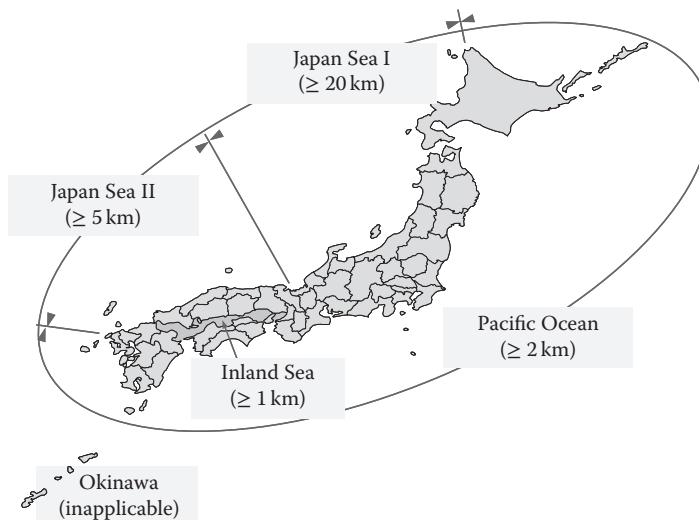 Japan Sea I
(≥ 20 km)
Japan Sea II
(≥ 5 km)
Pacific Ocean
(≥ 2 km)
Inland Sea
(≥ 1 km)
Okinawa
(inapplicable)